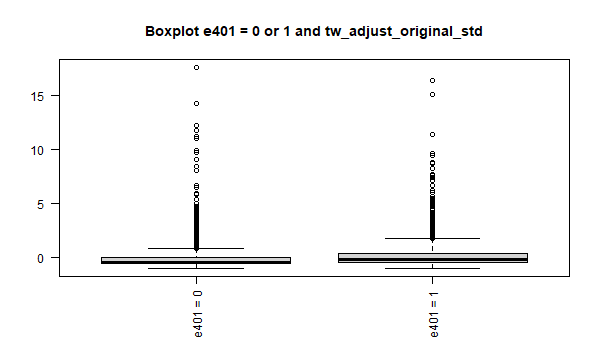 Boxplot e401 = 0 or 1 and tw_adjust_original_std
15
10
5
0
e401 = 0
e401 = 1